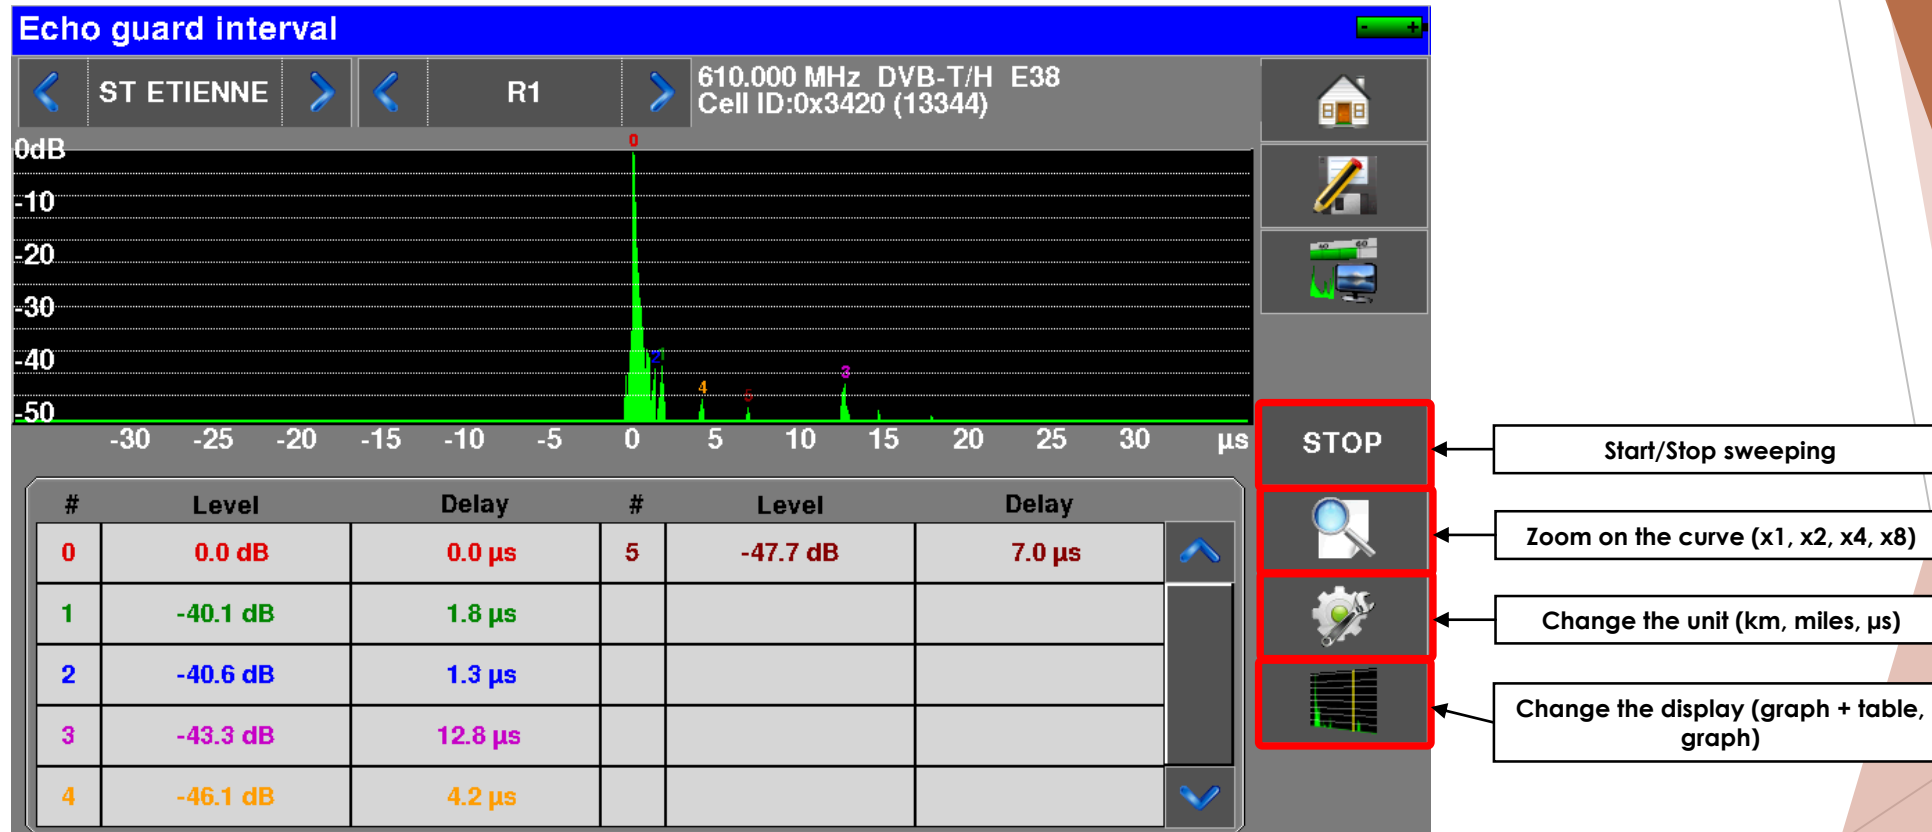 Echo guard interval
- +
ST ETIENNE
R1
610.000 MHz DVB-T/H E38
Cell ID:0x3420 (13344)
0dB
-10
-20
-30
-40
-50
0
2
1
4
5
3
-30 -25 -20 -15 -10 -5 0 5 10 15 20 25 30 µs
STOP
Start/Stop sweeping
Zoom on the curve (x1, x2, x4, x8)
Change the unit (km, miles, µs)
Change the display (graph + table,
graph)
# Level Delay # Level Delay
0 0.0 dB 0.0 µs 5 -47.7 dB 7.0 µs
1 -40.1 dB 1.8 µs
2 -40.6 dB 1.3 µs
3 -43.3 dB 12.8 µs
4 -46.1 dB 4.2 µs